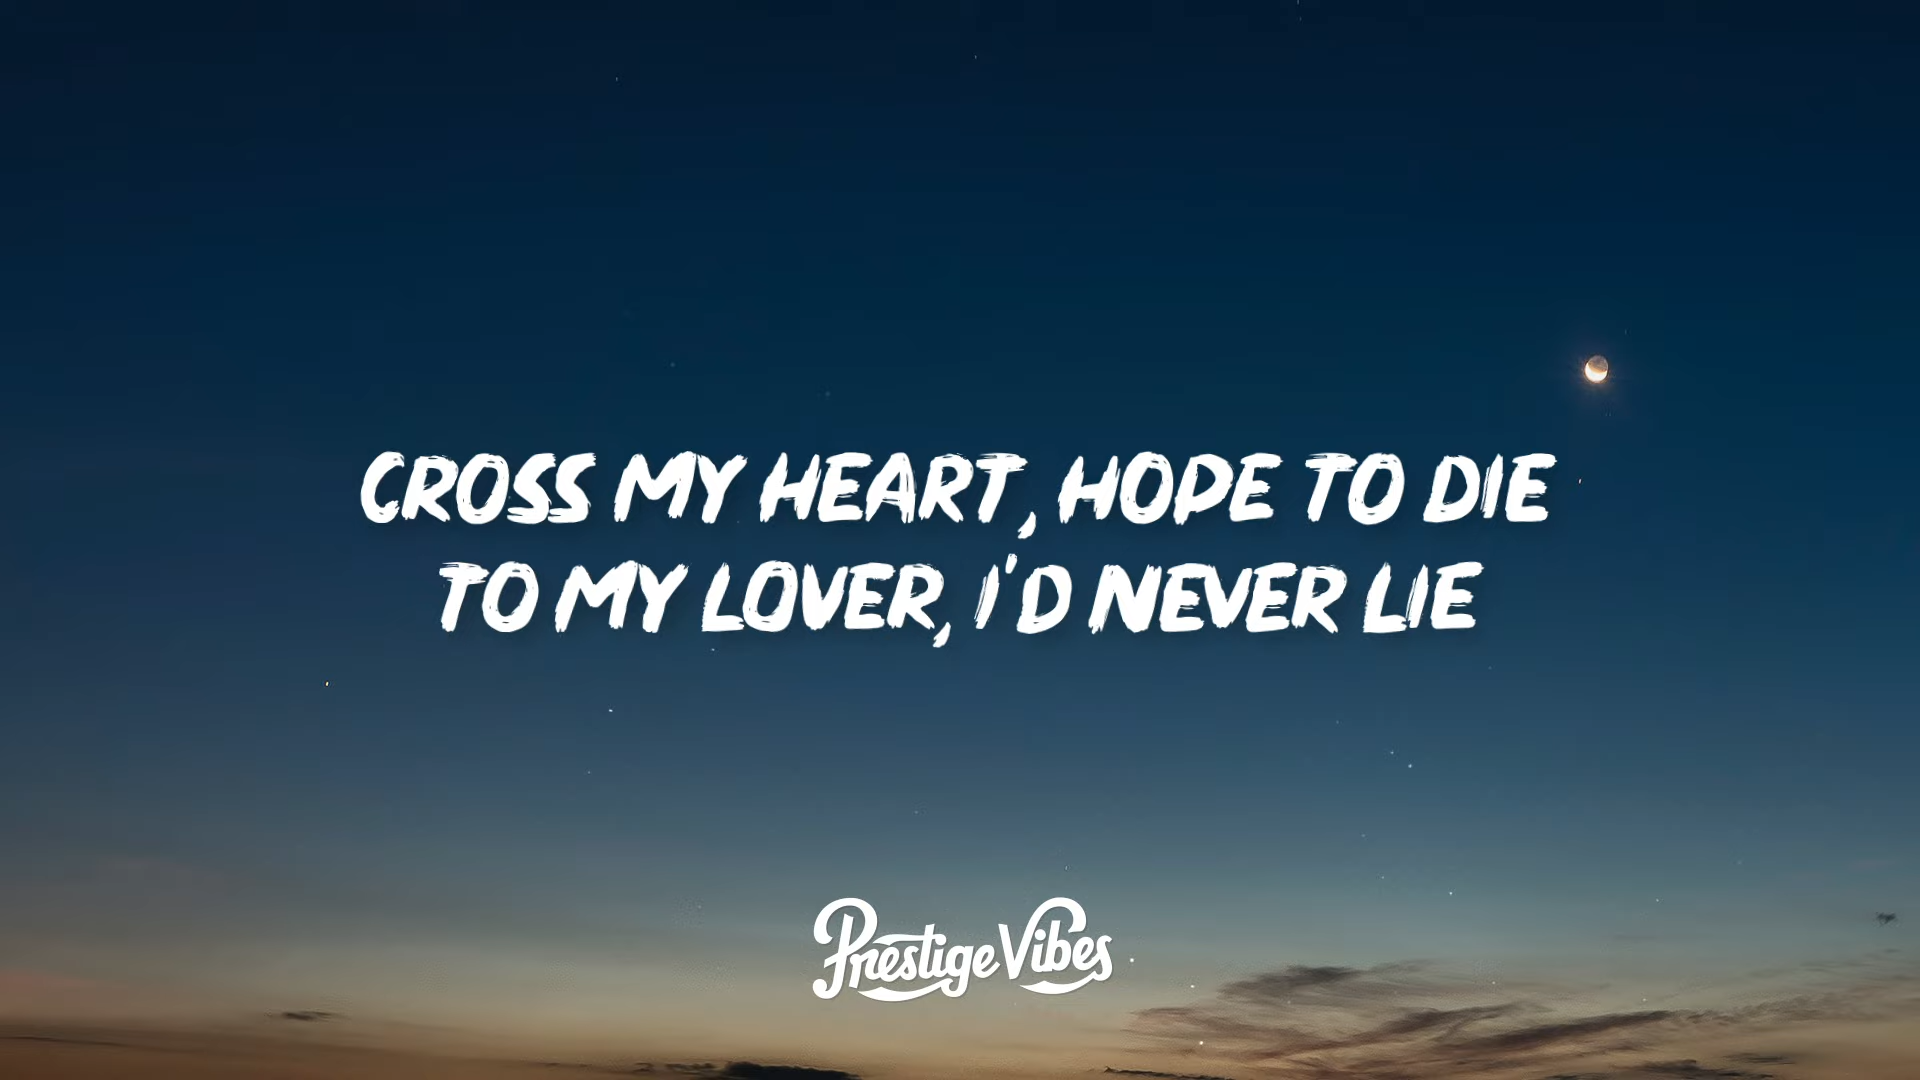 CROSS MY HEART, HOPE TO DIE
TO MY LOVER, I'D NEVER LIE
Prestige Vibes